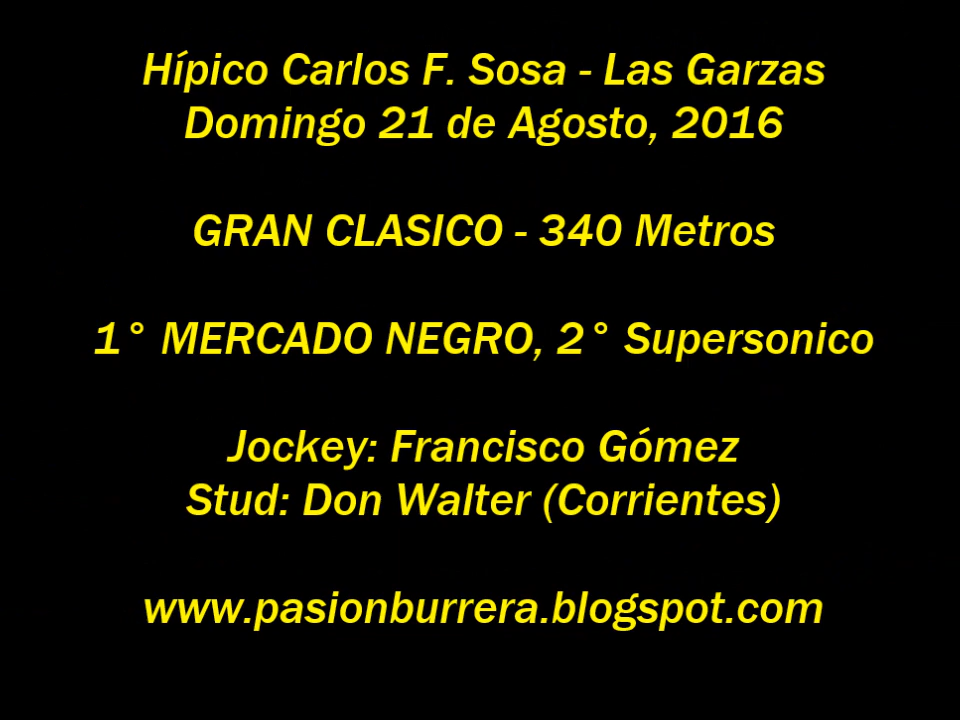 Hípico Carlos F. Sosa - Las Garzas
Domingo 21 de Agosto, 2016
GRAN CLASICO - 340 Metros
1° MERCADO NEGRO, 2° Supersonico
Jockey: Francisco Gómez
Stud: Don Walter (Corrientes)
www.pasionburrera.blogspot.com